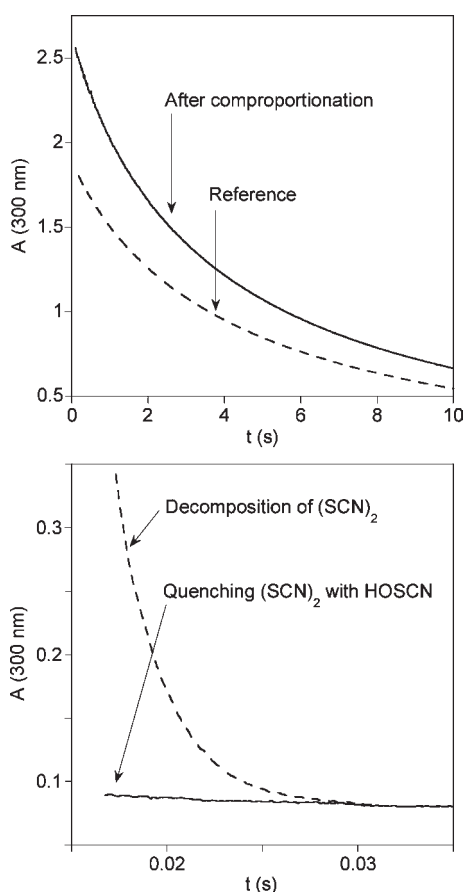 2.5
2
1.5
1
0.5
A (300 nm)
After comproportionation
Reference
0 2 4 6 8 10
t (s)
0.3
0.2
0.1
A (300 nm)
Decomposition of (SCN)2
Quenching (SCN)2 with HOSCN
0.02 0.03
t (s)